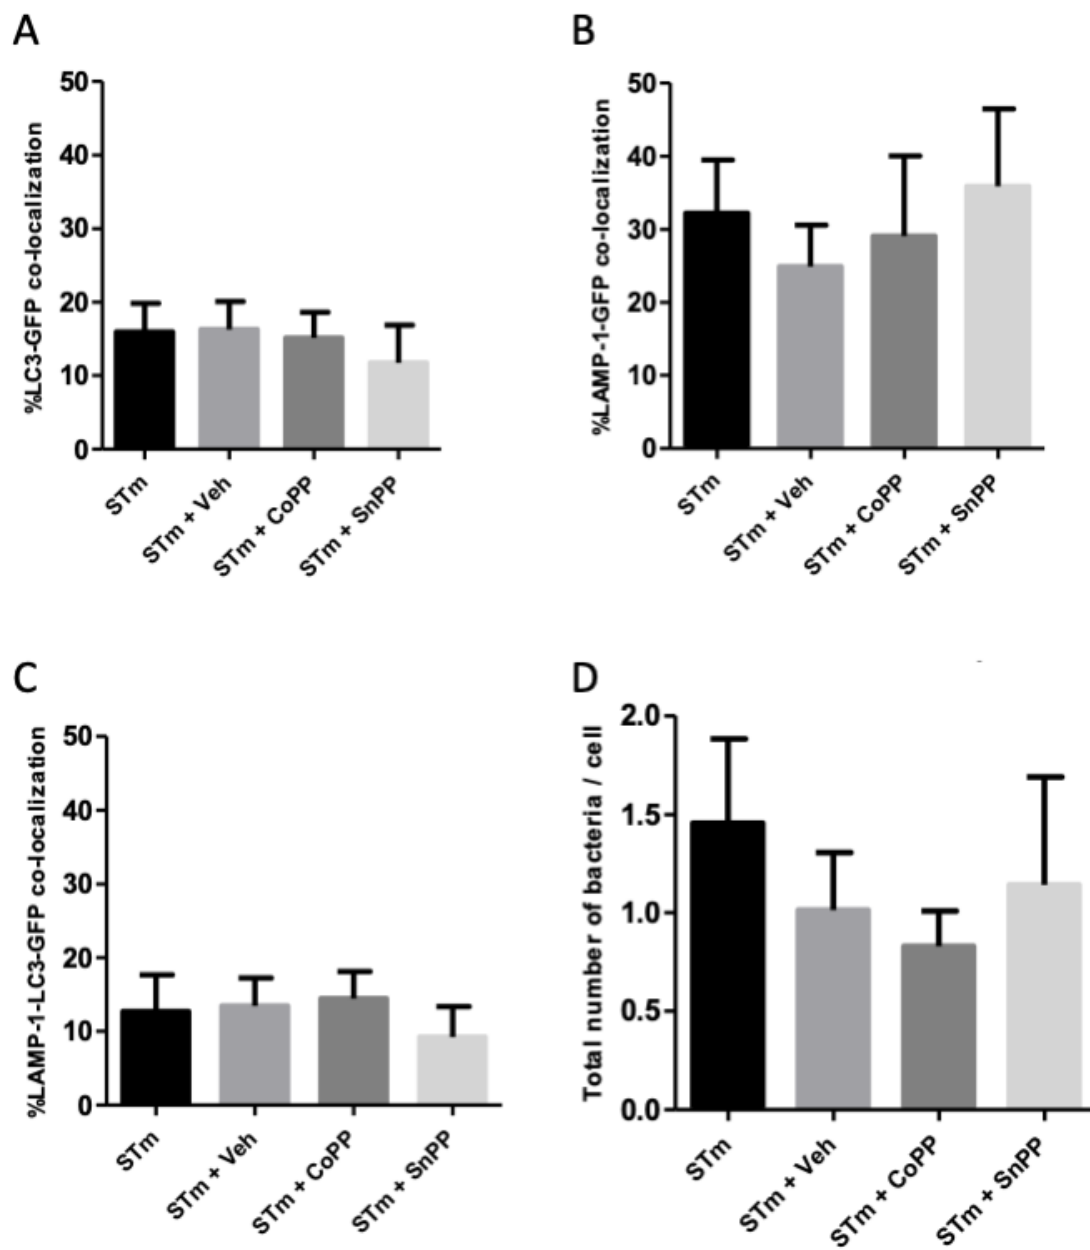 A
%LC3-GFP co-localization
50
40
30
20
10
0
STm
STm + Veh
STm + CoPP
STm + SnPP
B
%LAMP-1-GFP co-localization
50
40
30
20
10
0
STm
STm + Veh
STm + CoPP
STm + SnPP
C
%LAMP-1-LC3-GFP co-localization
50
40
30
20
10
0
STm
STm + Veh
STm + CoPP
STm + SnPP
D
Total number of bacteria / cell
2.0
1.5
1.0
0.5
0.0
STm
STm + Veh
STm + CoPP
STm + SnPP